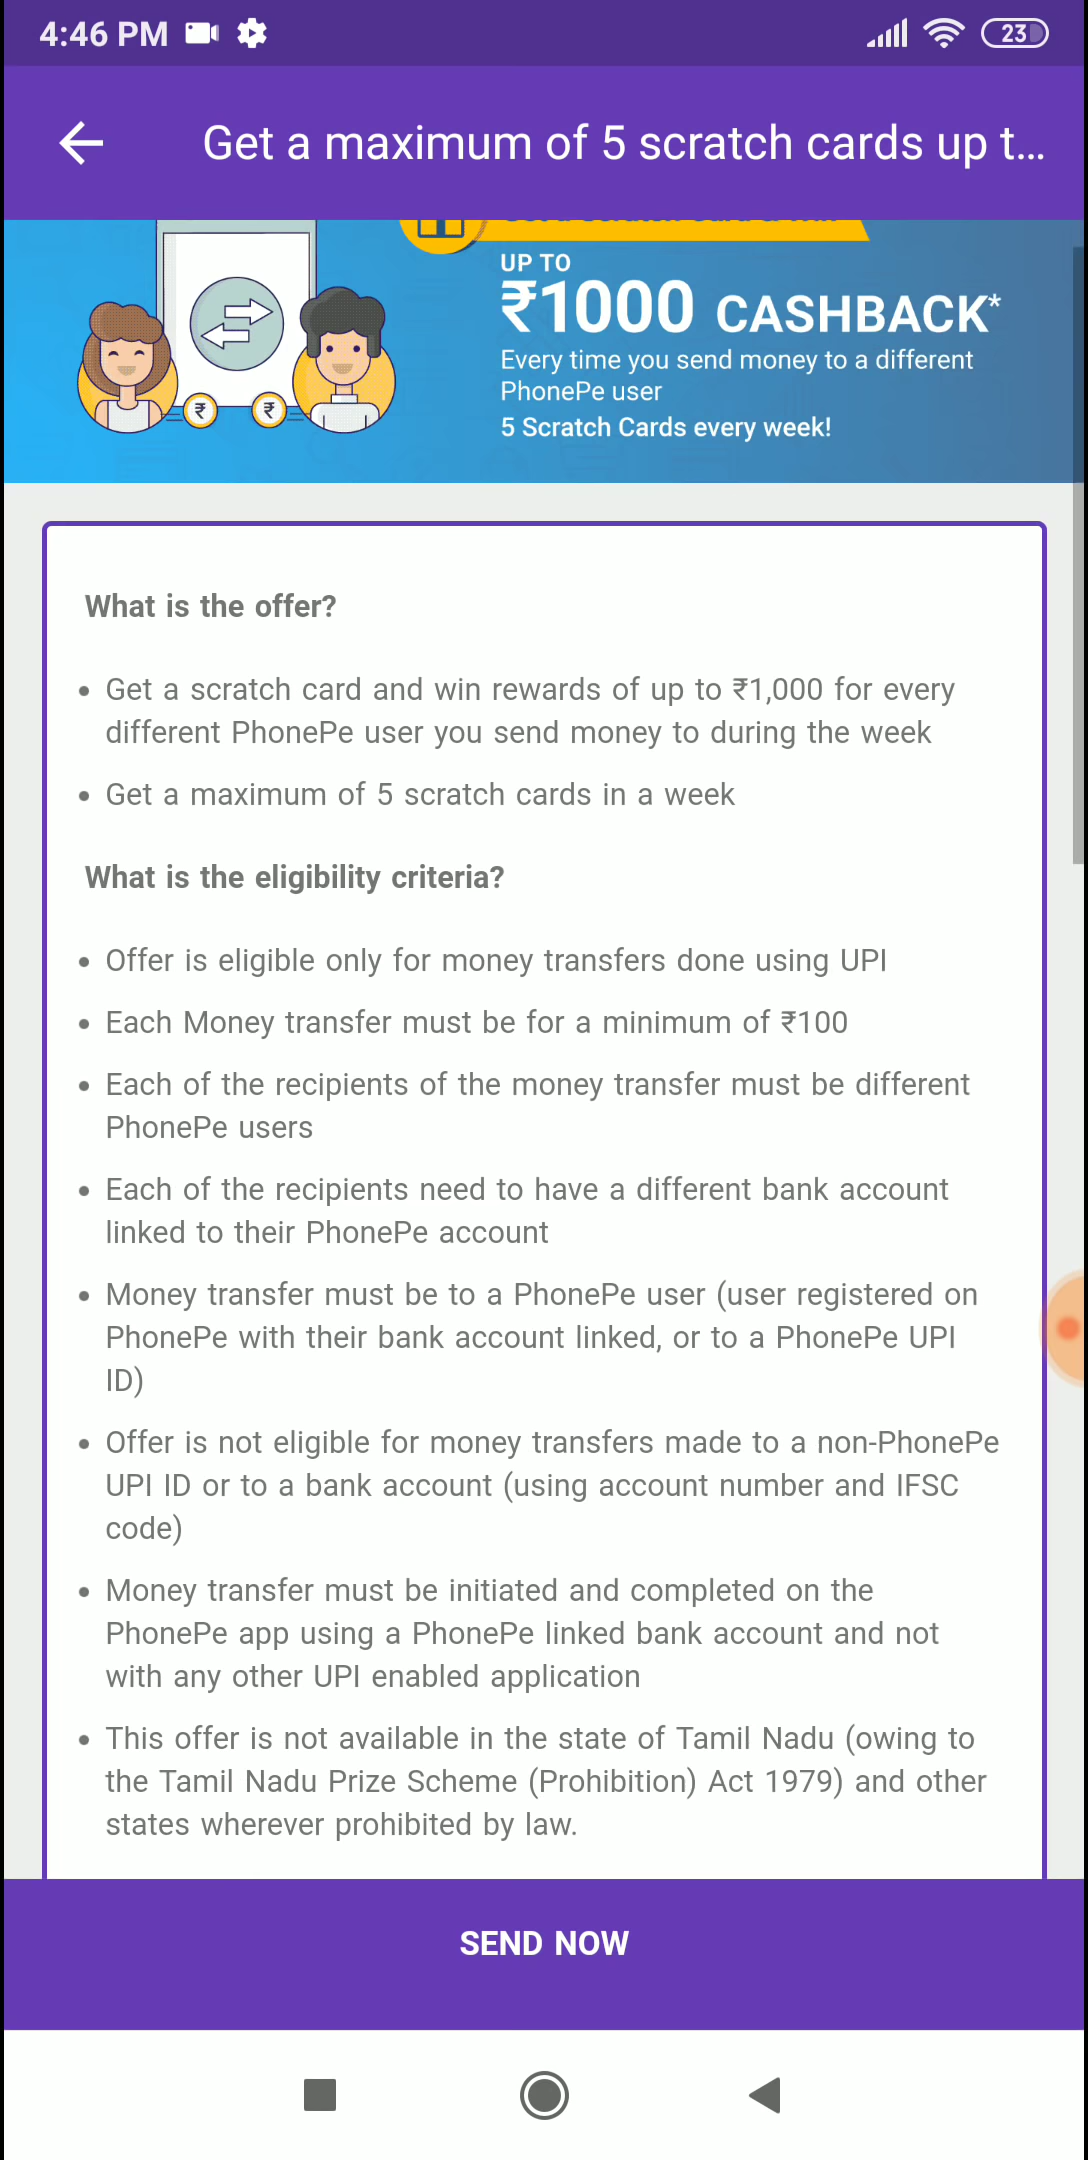 4:46 PM
23
Get a maximum of 5 scratch cards up t...
UP TO
₹1000 CASHBACK*
Every time you send money to a different
PhonePe user
5 Scratch Cards every week!
What is the offer?
• Get a scratch card and win rewards of up to ₹1,000 for every
different PhonePe user you send money to during the week
• Get a maximum of 5 scratch cards in a week
What is the eligibility criteria?
• Offer is eligible only for money transfers done using UPI
• Each Money transfer must be for a minimum of ₹100
• Each of the recipients of the money transfer must be different
PhonePe users
• Each of the recipients need to have a different bank account
linked to their PhonePe account
• Money transfer must be to a PhonePe user (user registered on
PhonePe with their bank account linked, or to a PhonePe UPI
ID)
• Offer is not eligible for money transfers made to a non-PhonePe
UPI ID or to a bank account (using account number and IFSC
code)
• Money transfer must be initiated and completed on the
PhonePe app using a PhonePe linked bank account and not
with any other UPI enabled application
• This offer is not available in the state of Tamil Nadu (owing to
the Tamil Nadu Prize Scheme (Prohibition) Act 1979) and other
states wherever prohibited by law.
SEND NOW